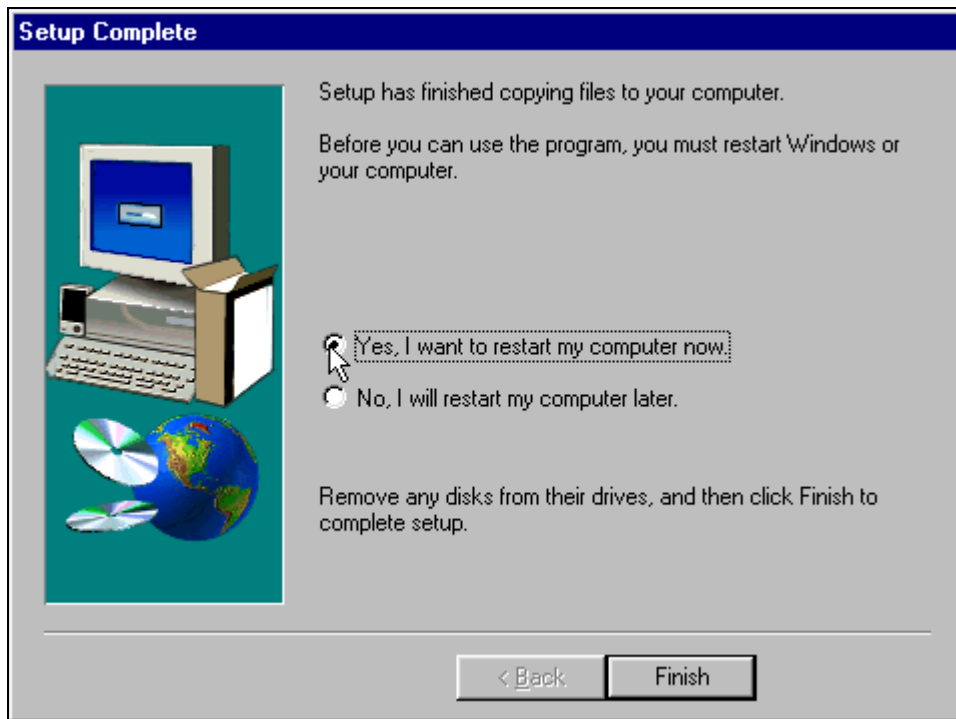 Setup Complete
Setup has finished copying files to your computer.
Before you can use the program, you must restart Windows or
your computer.
Yes, I want to restart my computer now.
No, I will restart my computer later.
Remove any disks from their drives, and then click Finish to
complete setup.
< Back
Finish